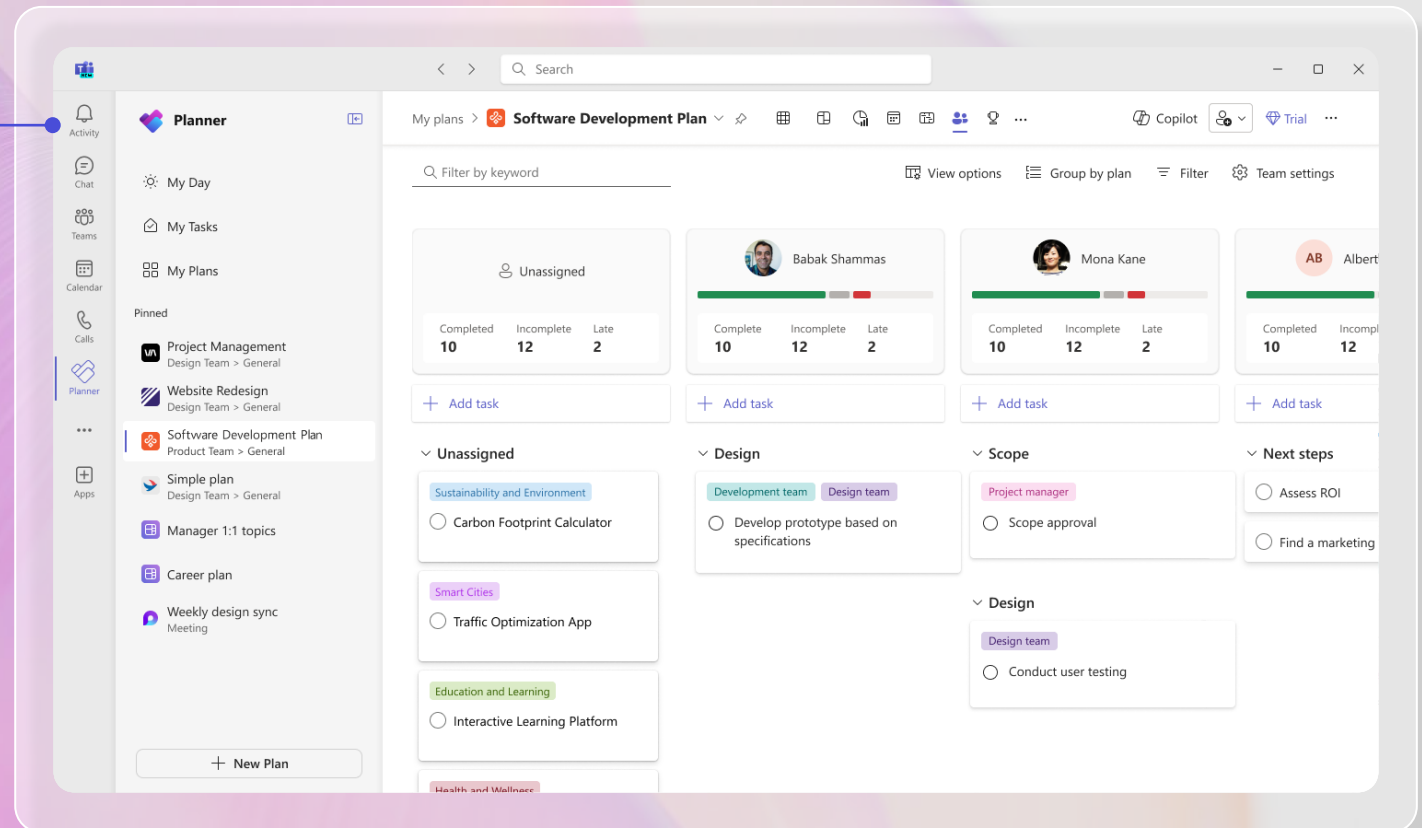 Search
Activity
Chat
Teams
Calendar
Calls
Planner
Apps
Planner
My Day
My Tasks
My Plans
Pinned
Project Management
Design Team > General
Website Redesign
Design Team > General
Software Development Plan
Product Team > General
Simple plan
Design Team > General
Manager 1:1 topics
Career plan
Weekly design sync
Meeting
New Plan
My plans > Software Development Plan
Copilot
Trial
Filter by keyword
View options
Group by plan
Filter
Team settings
Unassigned
Completed Incomplete Late
10 12 2
Add task
Unassigned
Sustainability and Environment
Carbon Footprint Calculator
Smart Cities
Traffic Optimization App
Education and Learning
Interactive Learning Platform
Health and Wellness
Babak Shammas
Complete Incomplete Late
10 12 2
Add task
Design
Development team Design team
Develop prototype based on
specifications
Mona Kane
Completed Incomplete Late
10 12 2
Add task
Scope
Project manager
Scope approval
Design
Design team
Conduct user testing
AB Albert
Completed Incompl
10 12
Add task
Next steps
Assess ROI
Find a marketing